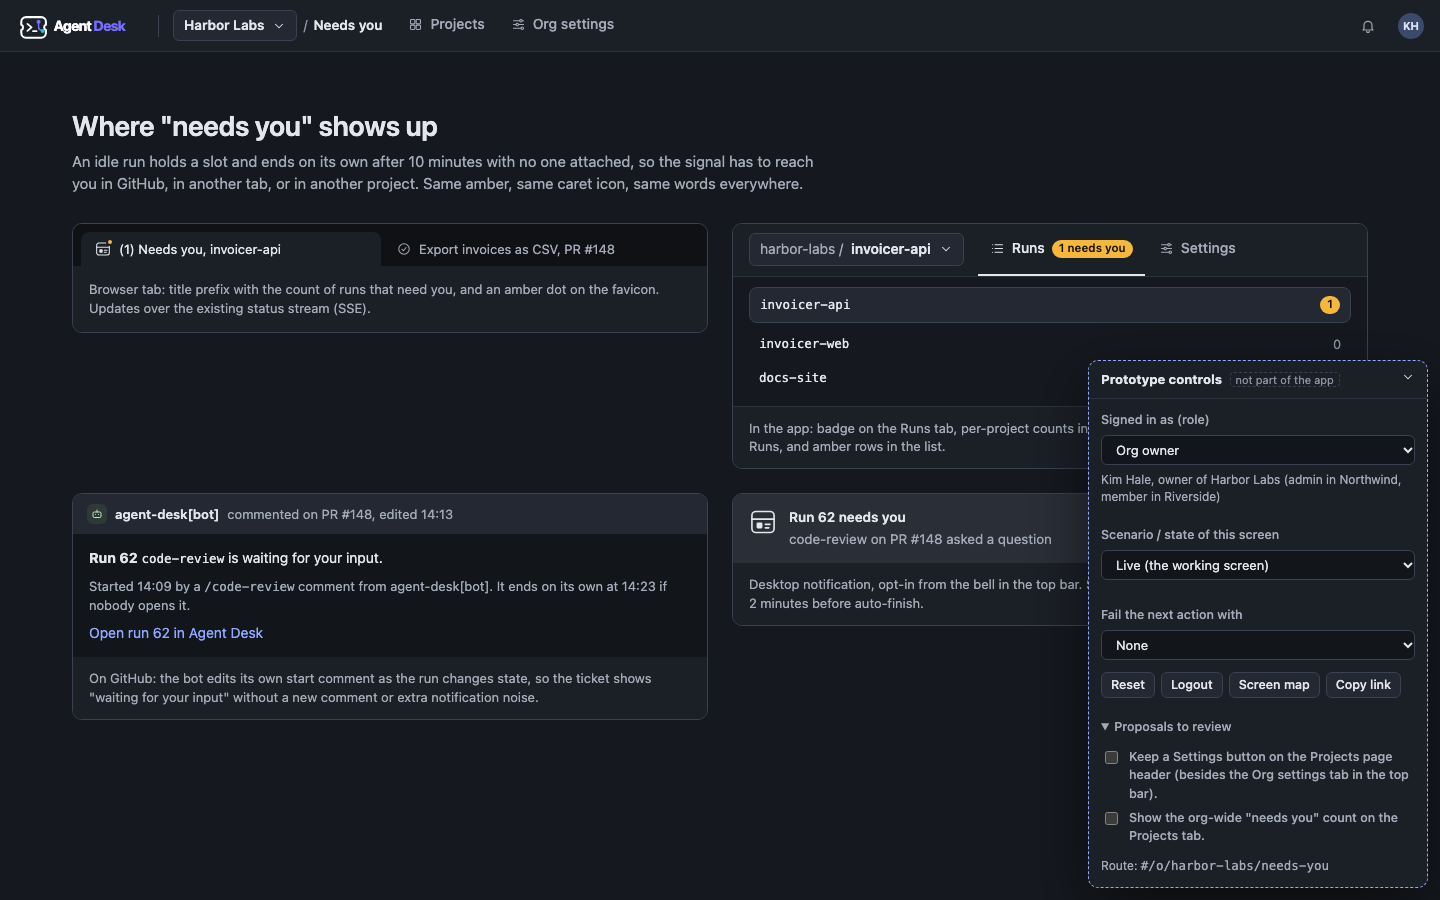 Agent Desk
Harbor Labs
/ Needs you
Projects
Org settings
KH
Where "needs you" shows up
An idle run holds a slot and ends on its own after 10 minutes with no one attached, so the signal has to reach
you in GitHub, in another tab, or in another project. Same amber, same caret icon, same words everywhere.
(1) Needs you, invoicer-api
Export invoices as CSV, PR #148
Browser tab: title prefix with the count of runs that need you, and an amber dot on the favicon.
Updates over the existing status stream (SSE).
harbor-labs / invoicer-api
Runs
1 needs you
Settings
invoicer-api
1
invoicer-web
0
docs-site
In the app: badge on the Runs tab, per-project counts in
Runs, and amber rows in the list.
agent-desk[bot] commented on PR #148, edited 14:13
Run 62 code-review is waiting for your input.
Started 14:09 by a /code-review comment from agent-desk[bot]. It ends on its own at 14:23 if
nobody opens it.
Open run 62 in Agent Desk
On GitHub: the bot edits its own start comment as the run changes state, so the ticket shows
"waiting for your input" without a new comment or extra notification noise.
Run 62 needs you
code-review on PR #148 asked a question
Desktop notification, opt-in from the bell in the top bar.
2 minutes before auto-finish.
Prototype controls
not part of the app
Signed in as (role)
Org owner
Kim Hale, owner of Harbor Labs (admin in Northwind,
member in Riverside)
Scenario / state of this screen
Live (the working screen)
Fail the next action with
None
Reset
Logout
Screen map
Copy link
Proposals to review
Keep a Settings button on the Projects page
header (besides the Org settings tab in the top
bar).
Show the org-wide "needs you" count on the
Projects tab.
Route: #/o/harbor-labs/needs-you